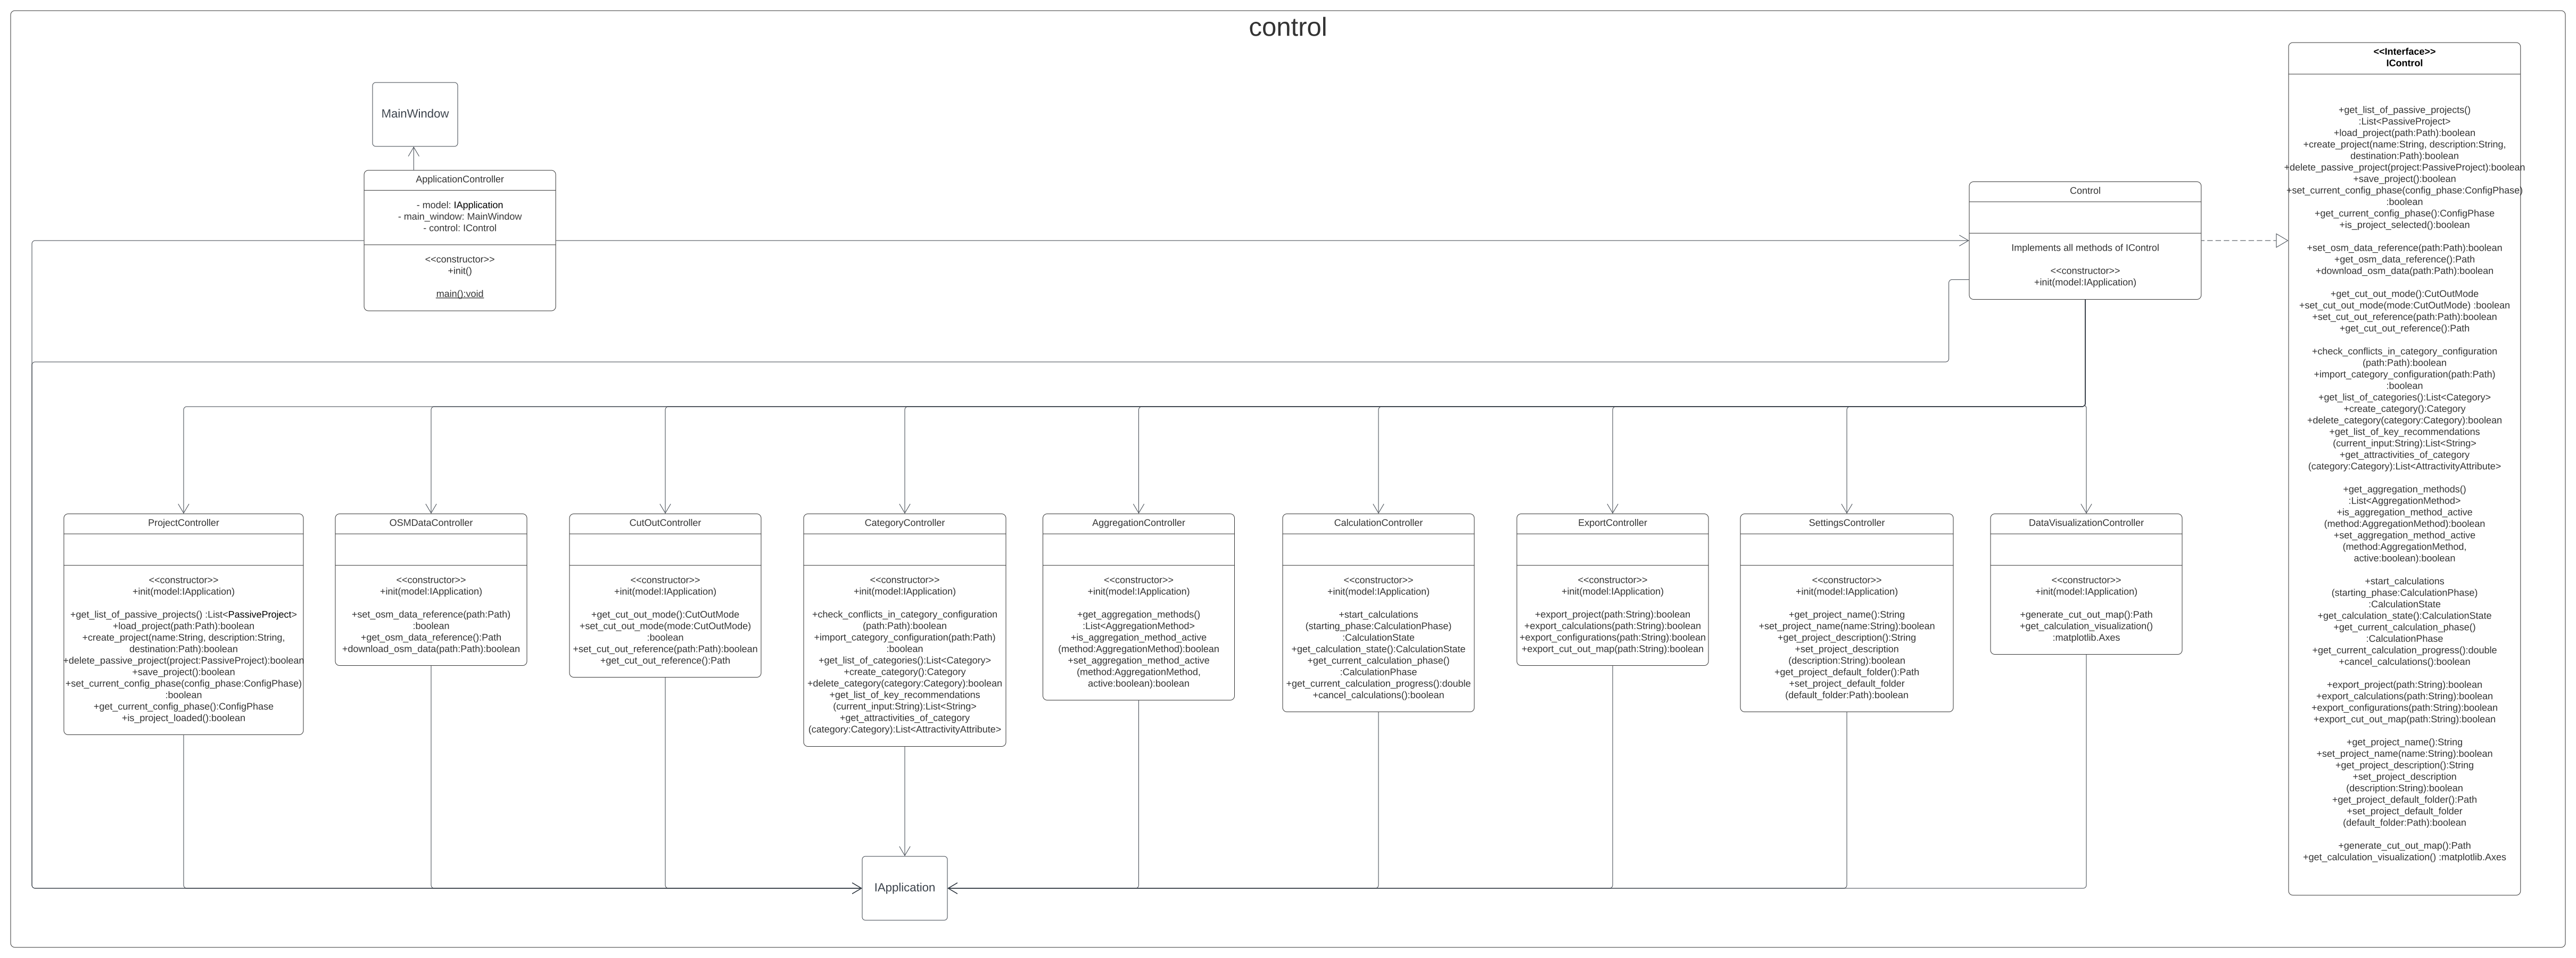 control
MainWindow
ApplicationController
- model: IApplication
- main_window: MainWindow
- control: IControl
<<constructor>>
+init()
main():void
Control
Implements all methods of IControl
<<constructor>>
+init(model:IApplication)
<<Interface>>
IControl
+get_list_of_passive_projects()
:List<PassiveProject>
+load_project(path:Path):boolean
+create_project(name:String, description:String,
destination:Path):boolean
+delete_passive_project(project:PassiveProject):boolean
+save_project():boolean
+set_current_config_phase(config_phase:ConfigPhase)
:boolean
+get_current_config_phase():ConfigPhase
+is_project_selected():boolean
+set_osm_data_reference(path:Path):boolean
+get_osm_data_reference():Path
+download_osm_data(path:Path):boolean
+get_cut_out_mode():CutOutMode
+set_cut_out_mode(mode:CutOutMode) :boolean
+set_cut_out_reference(path:Path):boolean
+get_cut_out_reference():Path
+check_conflicts_in_category_configuration
(path:Path):boolean
+import_category_configuration(path:Path)
:boolean
+get_list_of_categories():List<Category>
+create_category():Category
+delete_category(category:Category):boolean
+get_list_of_key_recommendations
(current_input:String):List<String>
+get_attractivities_of_category
(category:Category):List<AttractivityAttribute>
+get_aggregation_methods()
:List<AggregationMethod>
+is_aggregation_method_active
(method:AggregationMethod):boolean
+set_aggregation_method_active
(method:AggregationMethod,
active:boolean):boolean
+start_calculations
(starting_phase:CalculationPhase)
:CalculationState
+get_calculation_state():CalculationState
+get_current_calculation_phase()
:CalculationPhase
+get_current_calculation_progress():double
+cancel_calculations():boolean
+export_project(path:String):boolean
+export_calculations(path:String):boolean
+export_configurations(path:String):boolean
+export_cut_out_map(path:String):boolean
+get_project_name():String
+set_project_name(name:String):boolean
+get_project_description():String
+set_project_description
(description:String):boolean
+get_project_default_folder():Path
+set_project_default_folder
(default_folder:Path):boolean
+generate_cut_out_map():Path
+get_calculation_visualization() :matplotlib.Axes
ProjectController
<<constructor>>
+init(model:IApplication)
+get_list_of_passive_projects() :List<PassiveProject>
+load_project(path:Path):boolean
+create_project(name:String, description:String,
destination:Path):boolean
+delete_passive_project(project:PassiveProject):boolean
+save_project():boolean
+set_current_config_phase(config_phase:ConfigPhase)
:boolean
+get_current_config_phase():ConfigPhase
+is_project_loaded():boolean
OSMDataController
<<constructor>>
+init(model:IApplication)
+set_osm_data_reference(path:Path)
:boolean
+get_osm_data_reference():Path
+download_osm_data(path:Path):boolean
CutOutController
<<constructor>>
+init(model:IApplication)
+get_cut_out_mode():CutOutMode
+set_cut_out_mode(mode:CutOutMode)
:boolean
+set_cut_out_reference(path:Path):boolean
+get_cut_out_reference():Path
CategoryController
<<constructor>>
+init(model:IApplication)
+check_conflicts_in_category_configuration
(path:Path):boolean
+import_category_configuration(path:Path)
:boolean
+get_list_of_categories():List<Category>
+create_category():Category
+delete_category(category:Category):boolean
+get_list_of_key_recommendations
(current_input:String):List<String>
+get_attractivities_of_category
(category:Category):List<AttractivityAttribute>
AggregationController
<<constructor>>
+init(model:IApplication)
+get_aggregation_methods()
:List<AggregationMethod>
+is_aggregation_method_active
(method:AggregationMethod):boolean
+set_aggregation_method_active
(method:AggregationMethod,
active:boolean):boolean
CalculationController
<<constructor>>
+init(model:IApplication)
+start_calculations
(starting_phase:CalculationPhase)
:CalculationState
+get_calculation_state():CalculationState
+get_current_calculation_phase()
:CalculationPhase
+get_current_calculation_progress():double
+cancel_calculations():boolean
ExportController
<<constructor>>
+init(model:IApplication)
+export_project(path:String):boolean
+export_calculations(path:String):boolean
+export_configurations(path:String):boolean
+export_cut_out_map(path:String):boolean
SettingsController
<<constructor>>
+init(model:IApplication)
+get_project_name():String
+set_project_name(name:String):boolean
+get_project_description():String
+set_project_description
(description:String):boolean
+get_project_default_folder():Path
+set_project_default_folder
(default_folder:Path):boolean
DataVisualizationController
<<constructor>>
+init(model:IApplication)
+generate_cut_out_map():Path
+get_calculation_visualization()
:matplotlib.Axes
IApplication